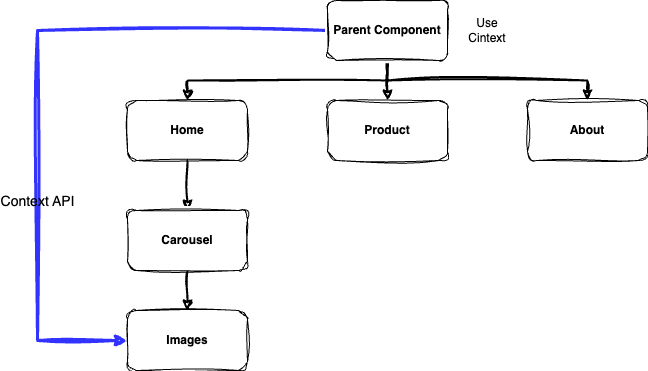 Parent Component
Use
Cintext
Home
Product
About
Context API
Carousel
Images